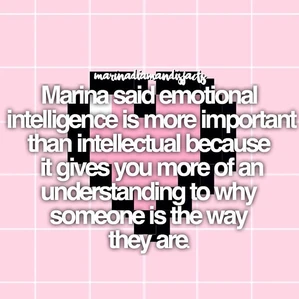 marinadiamandisfacts
Marina said emotional
intelligence is more important
than intellectual because
it gives you more of an
understanding to why
someone is the way
they are.